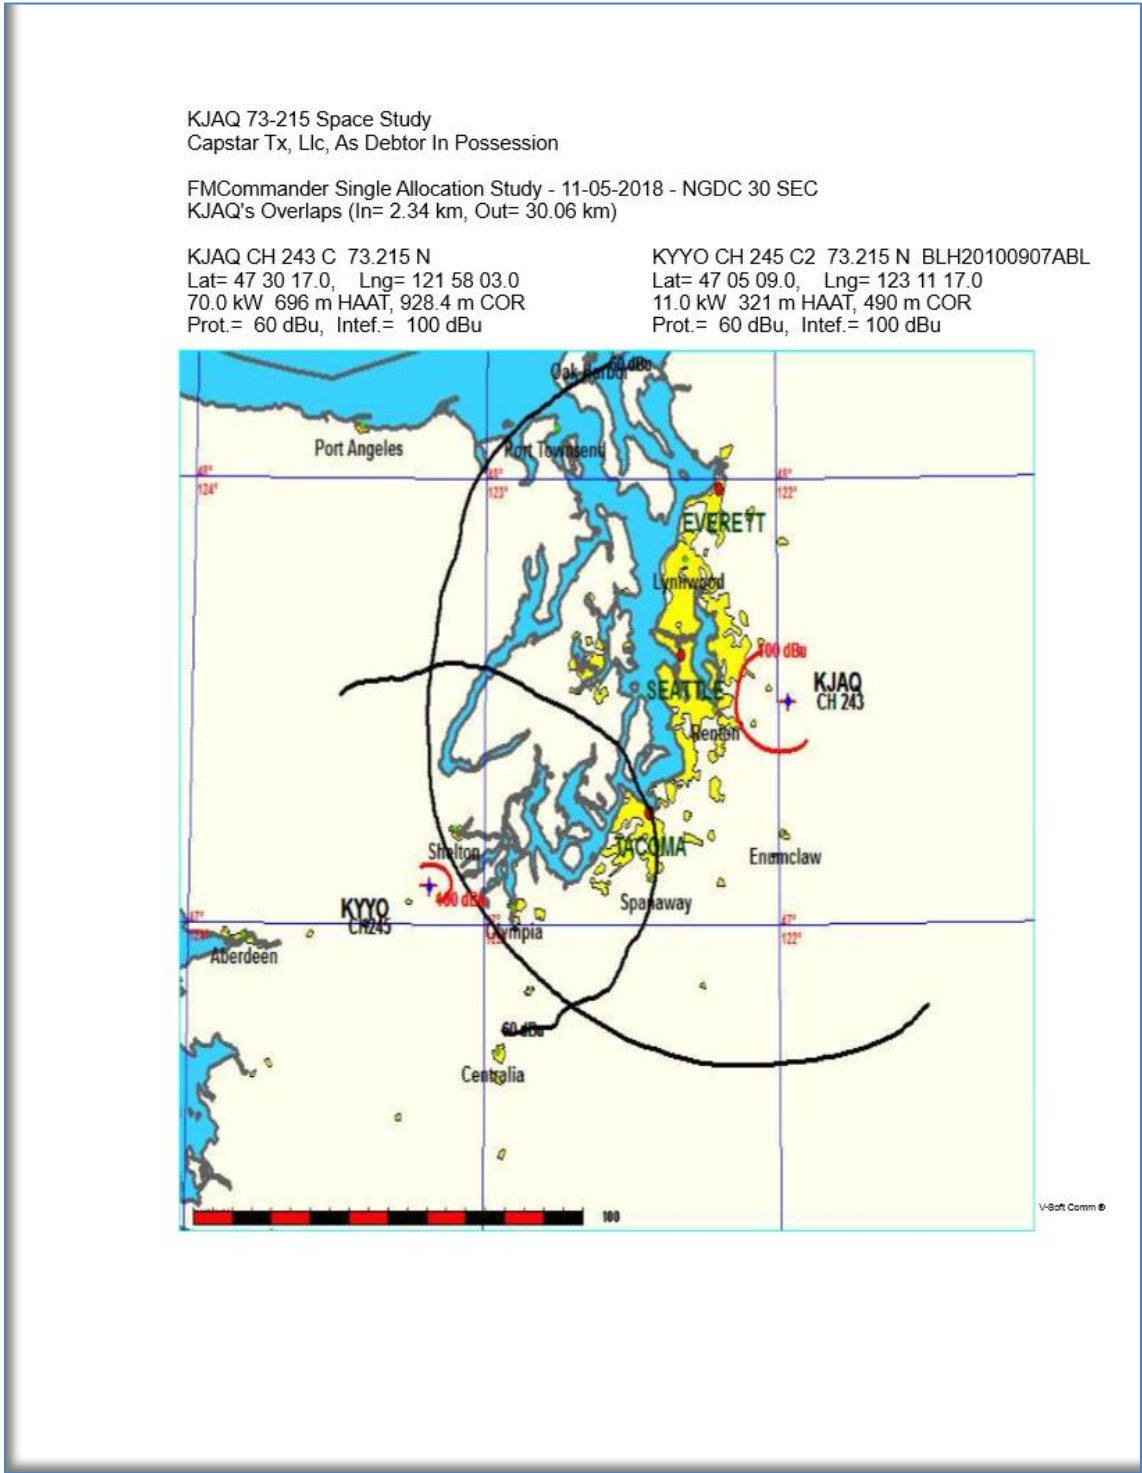 KJAQ 73-215 Space Study
Capstar Tx, Llc, As Debtor In Possession
FMCommander Single Allocation Study - 11-05-2018 - NGDC 30 SEC
KJAQ's Overlaps (In= 2.34 km, Out= 30.06 km)
KJAQ CH 243 C 73.215 N
Lat= 47 30 17.0, Lng= 121 58 03.0
70.0 kW 696 m HAAT, 928.4 m COR
Prot.= 60 dBu, Intef.= 100 dBu
KYYO CH 245 C2 73.215 N BLH20100907ABL
Lat= 47 05 09.0, Lng= 123 11 17.0
11.0 kW 321 m HAAT, 490 m COR
Prot.= 60 dBu, Intef.= 100 dBu
60 dBu
Oak Harbor
Port Angeles
Port Townsend
48°
124°
48°
123°
48°
122°
EVERETT
Lynnwood
100 dBu
KJAQ
CH 243
SEATTLE
Renton
TACOMA
Enumclaw
Shelton
100 dBu
KYYO
CH245
Spanaway
47°
124°
47°
123°
Olympia
47°
122°
Aberdeen
60 dBu
Centralia
100
V-Soft Comm ®